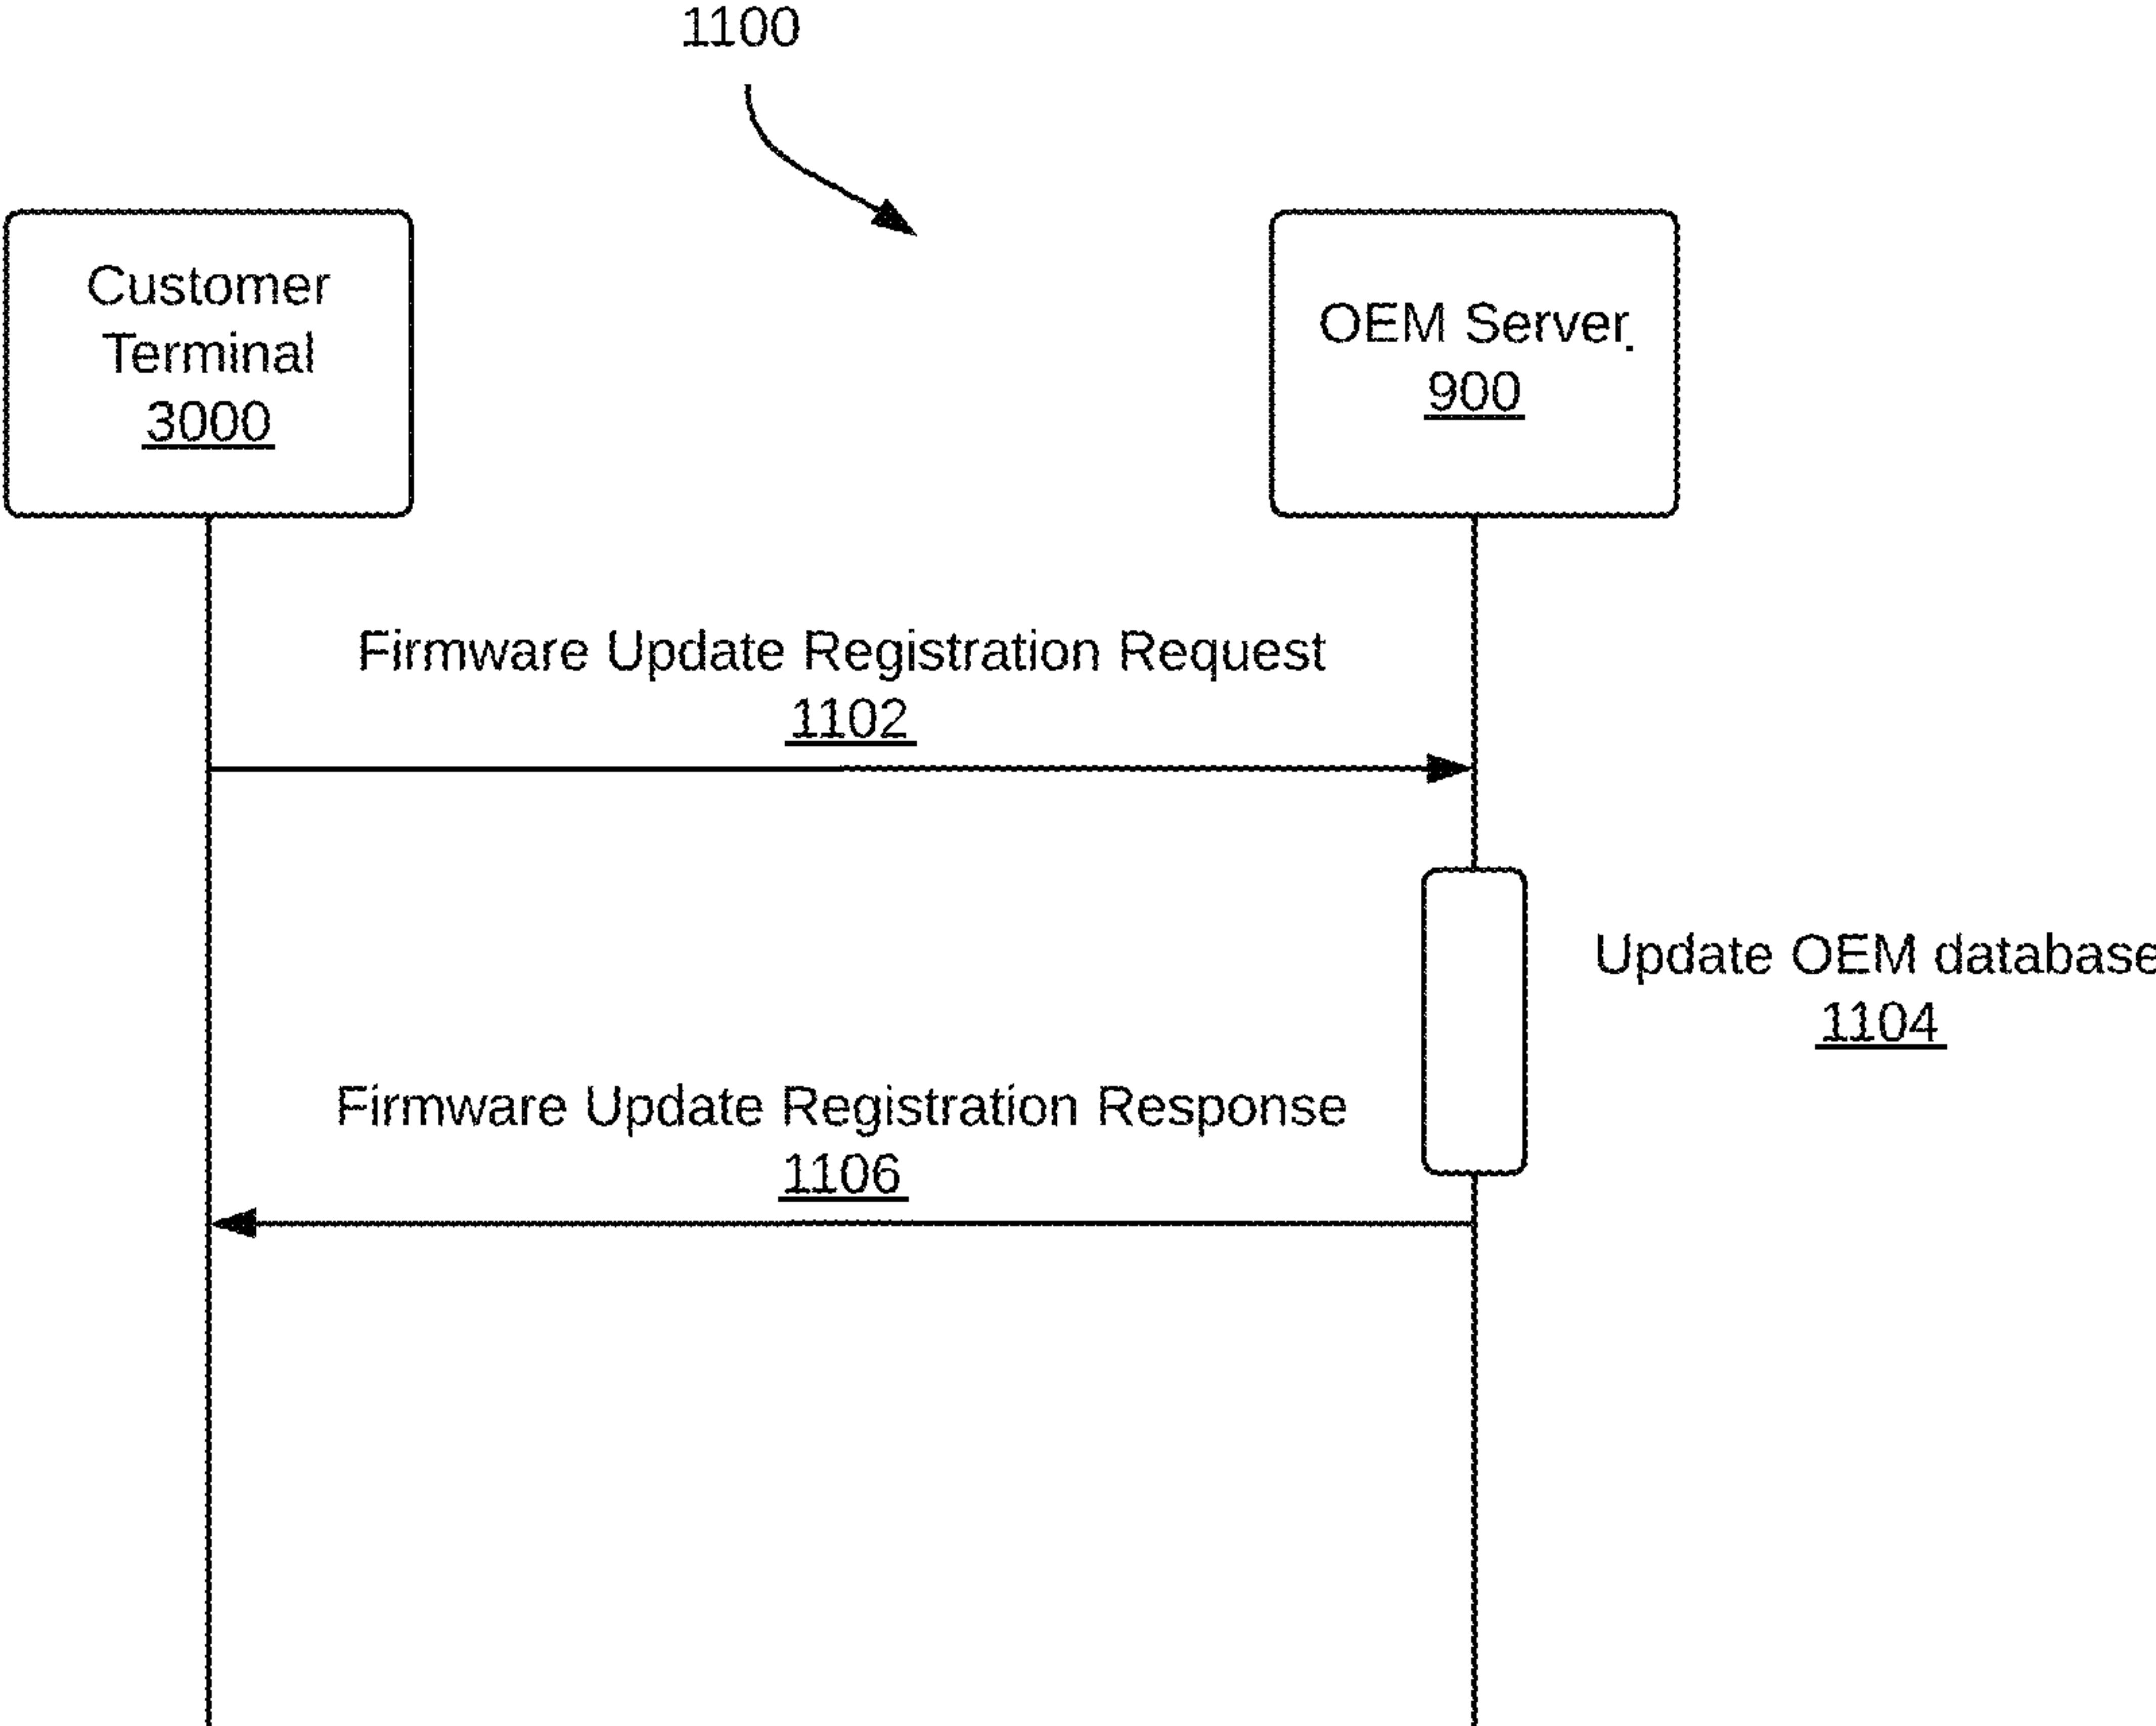 1100
Customer
Terminal
3000
OEM Server.
900
Firmware Update Registration Request
1102
Update OEM database
1104
Firmware Update Registration Response
1106